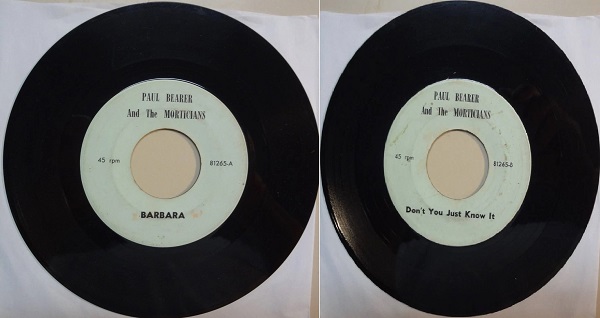 PAUL BEARER
And The MORTICIANS
45 rpm
81265-A
BARBARA
PAUL BEARER
And The MORTICIANS
45 rpm
81265-b
Don't You Just Know It